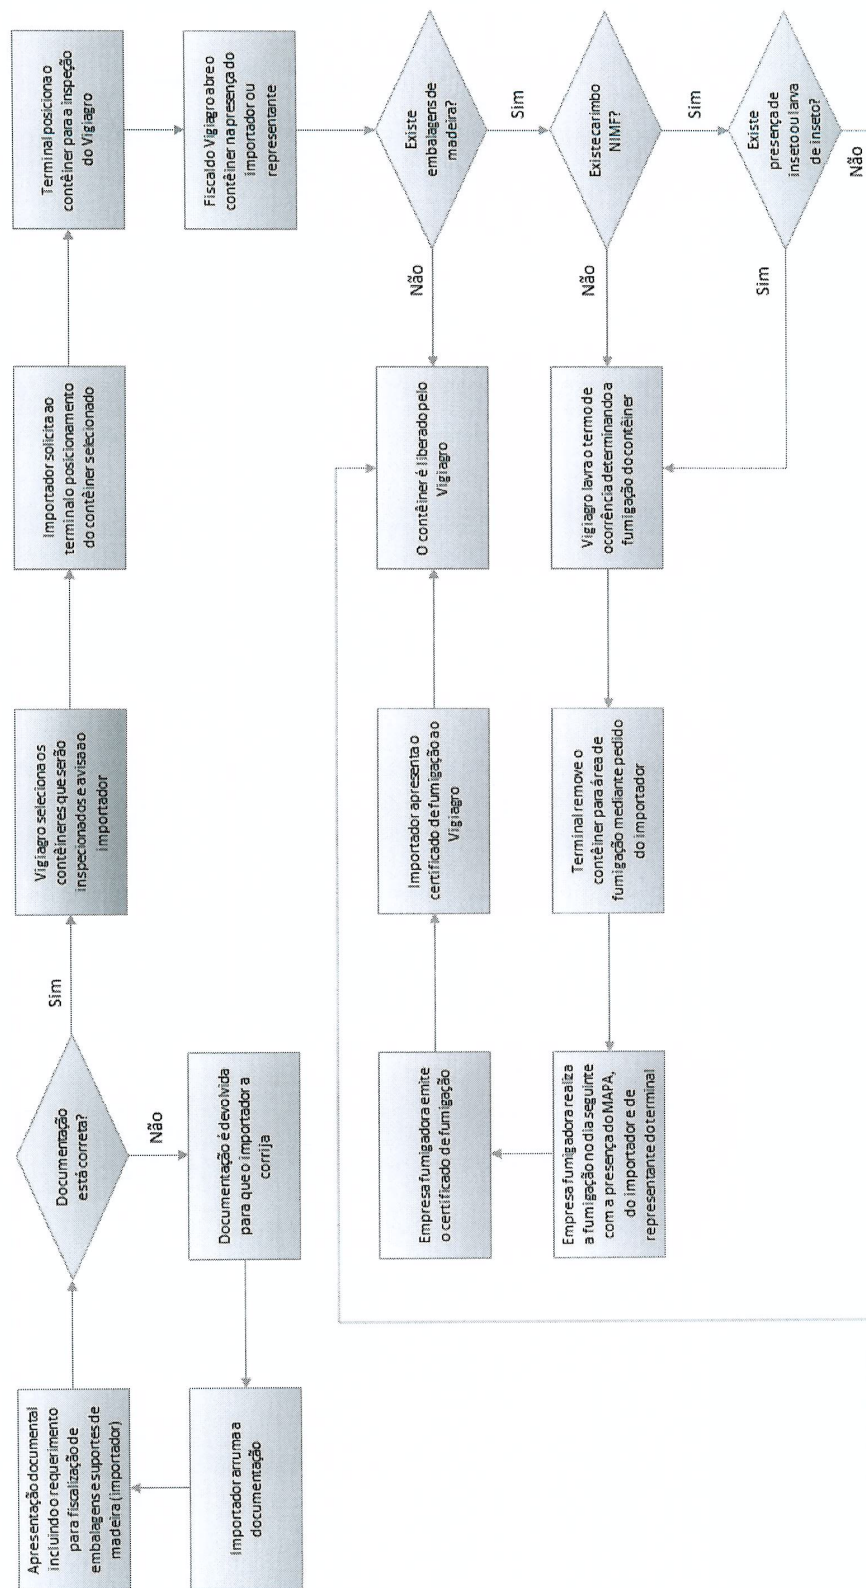 Apresentação documental
incluindo o requerimento
para fiscalização de
embalagens e suportes de
madeira (importador)
Documentação
está correta?
Sim
Não
Documentação é devolvida
para que o importador a
corrija
Importador arruma a
documentação
Vigiagro seleciona os
contêineres que serão
inspecionados e avisa ao
importador
Importador solicita ao
terminal o posicionamento
do contêiner selecionado
Terminal posiciona o
contêiner para a inspeção
do Vigiagro
Fiscal do Vigiagro abre o
contêiner na presença do
importador ou
representante
Existe
embalagens de
madeira?
Não
Sim
O contêiner é liberado pelo
Vigiagro
Existe carimbo
NIMF?
Não
Sim
Vigiagro lavra o termo de
ocorrência determinando a
fumigação do contêiner
Existe
presença de
inseto ou larva
de inseto?
Sim
Não
Terminal remove o
contêiner para área de
fumigação mediante pedido
do importador
Empresa fumigadora realiza
a fumigação no dia seguinte
com a presença do MAPA,
do importador e de
representante do terminal
Empresa fumigadora emite
o certificado de fumigação
Importador apresenta o
certificado de fumigação ao
Vigiagro